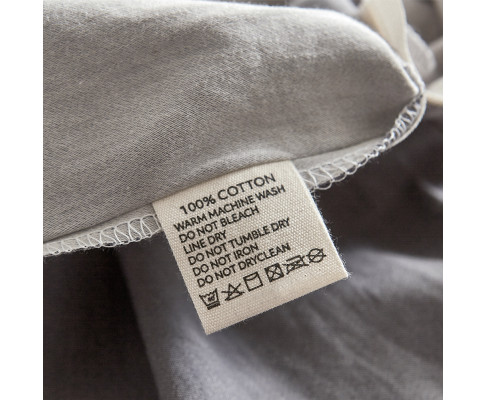 100% COTTON
WARM MACHINE WASH
DO NOT BLEACH
LINE DRY
DO NOT TUMBLE DRY
DO NOT IRON
DO NOT DRYCLEAN